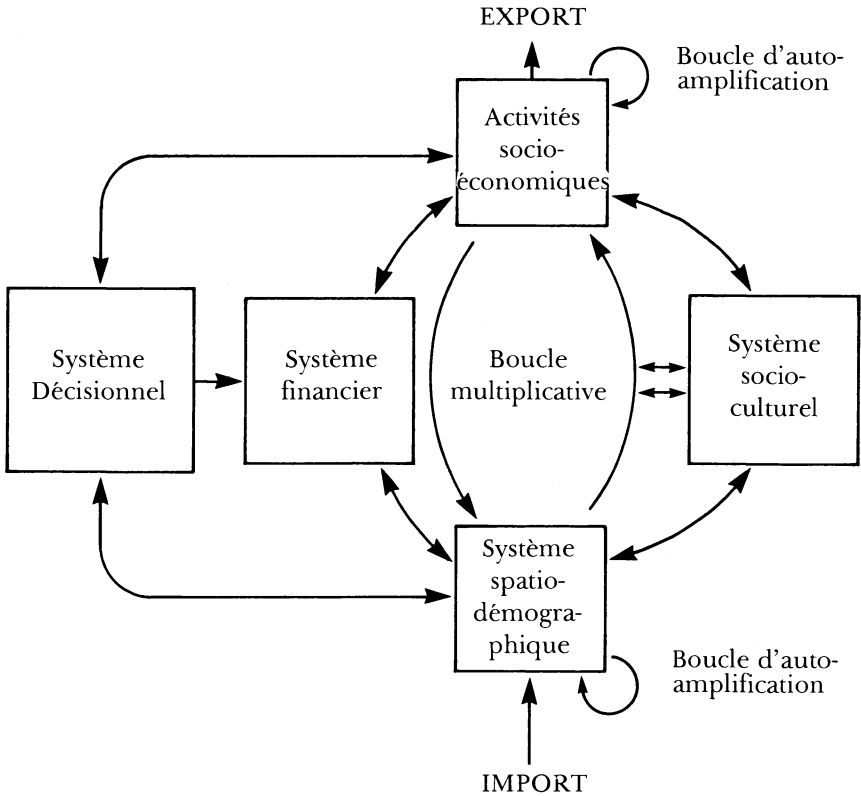 EXPORT
Boucle d'auto-
amplification
Activités
socio-
économiques
Système
Décisionnel
Système
financier
Boucle
multiplicative
Système
socio-
culturel
Système
spatio-
démogra-
phique
Boucle d'auto-
amplification
IMPORT